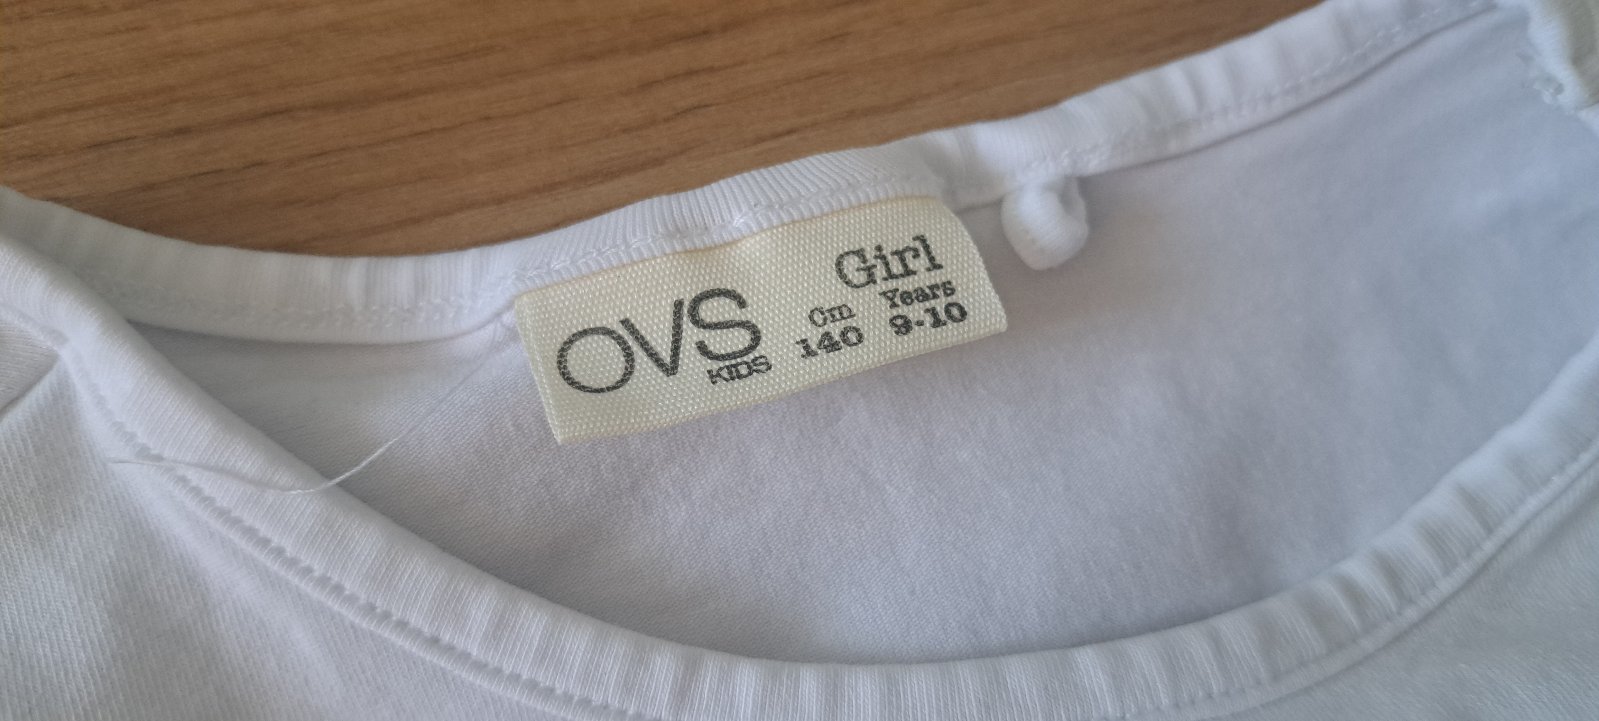 OVS
KIDS
Girl
Cm Years
140 9-10